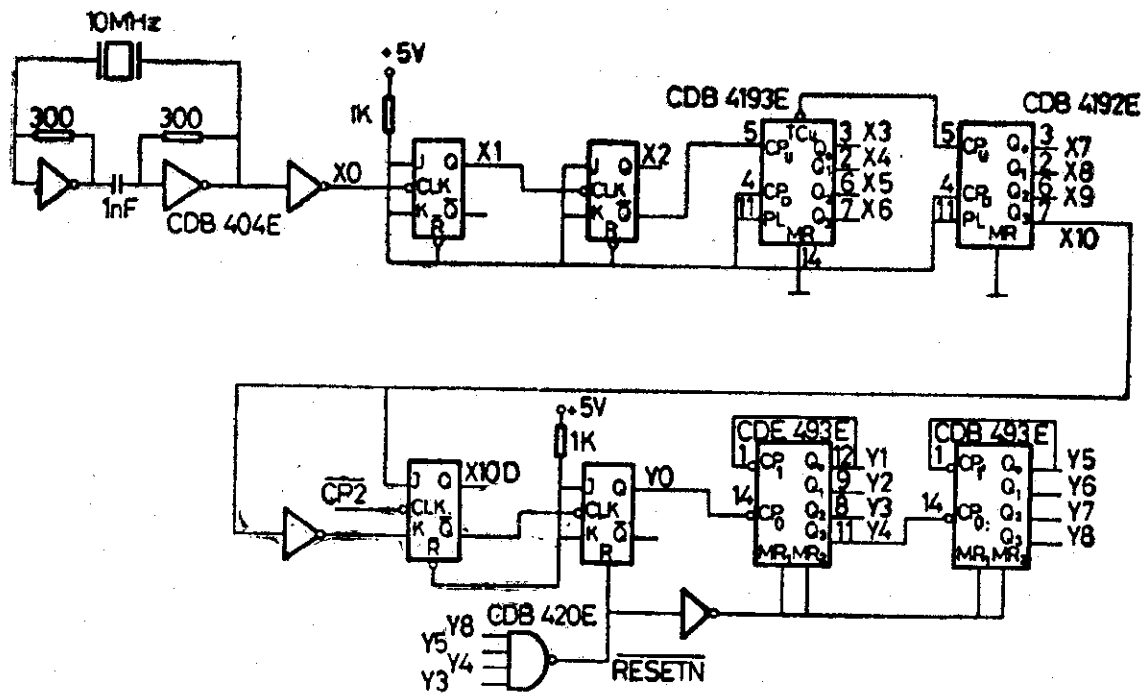 10MHz
300
300
1nF
CDB 404E
X0
+5V
1K
J Q
CLK
K Q̅
R̅
X1
J Q
CLK
K Q̅
R̅
X2
CDB 4193E
5 CPU TCU Q0 3 X3
Q1 2 X4
4 CPD Q2 6 X5
11 PL Q3 7 X6
MR
14
CDB 4192E
5 CPU Q0 3 X7
Q1 2 X8
4 CPD Q2 6 X9
11 PL Q3 7
MR
X10
J Q X10D
C̅P̅2̅ CLK
K Q̅
R
+5V
1K
J Q Y0
CLK
K Q̅
R
CDE 493E
1 CP1 Q0 12 Y1
Q1 9 Y2
14 CP0 Q2 8 Y3
Q3 11 Y4
MR1 MR2
CDB 493E
1 CP1 Q0 Y5
Q1 Y6
14 CP0 Q2 Y7
Q3 Y8
MR1 MR2
CDB 420E
Y8
Y5
Y4
Y3
R̅E̅S̅E̅T̅N̅